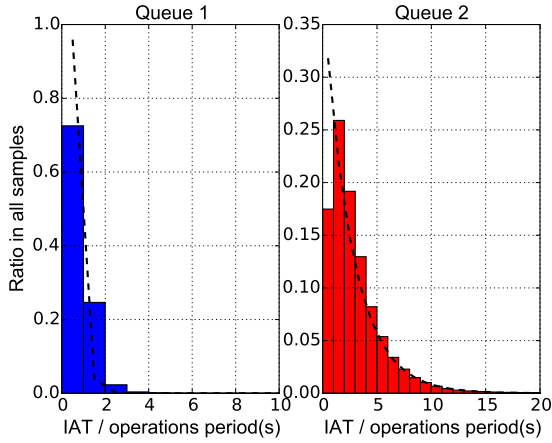 Queue 1
Queue 2
Ratio in all samples
1.0
0.8
0.6
0.4
0.2
0.0
0 2 4 6 8 10
IAT / operations period(s)
0.35
0.30
0.25
0.20
0.15
0.10
0.05
0.00
0 5 10 15 20
IAT / operations period(s)